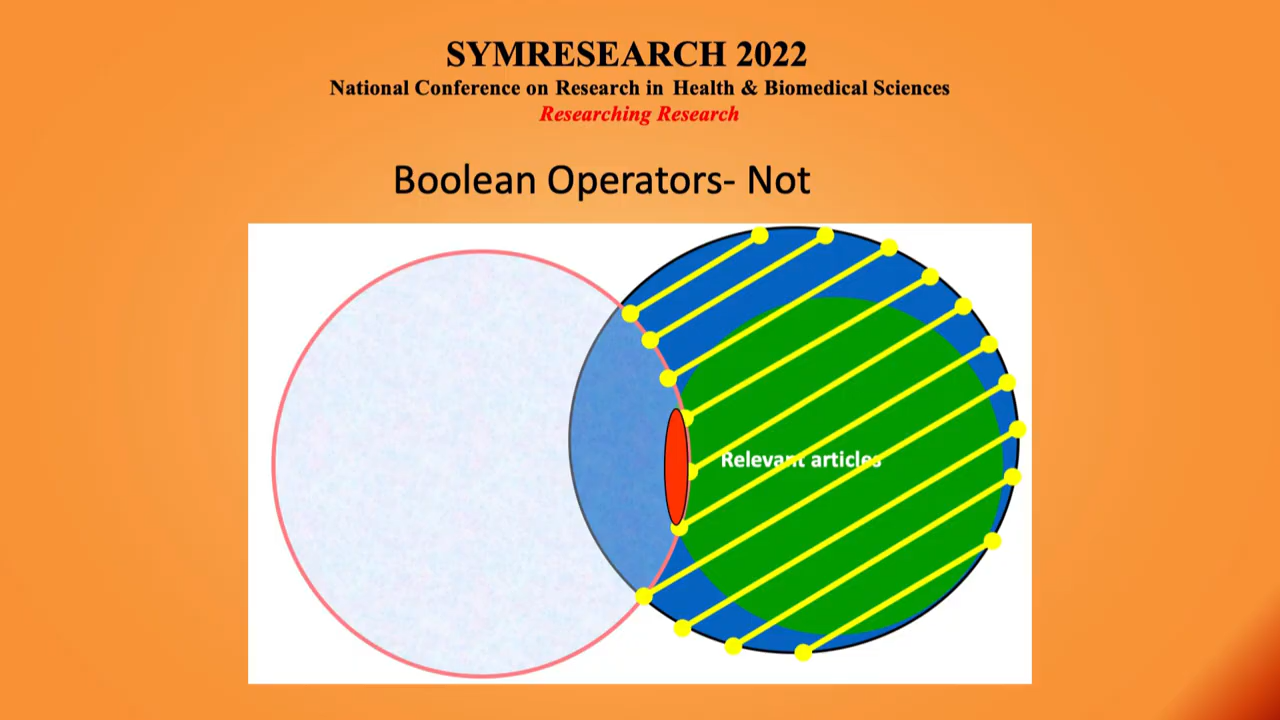 SYMRESEARCH 2022
National Conference on Research in Health & Biomedical Sciences
Researching Research
Boolean Operators- Not
Relevant articles